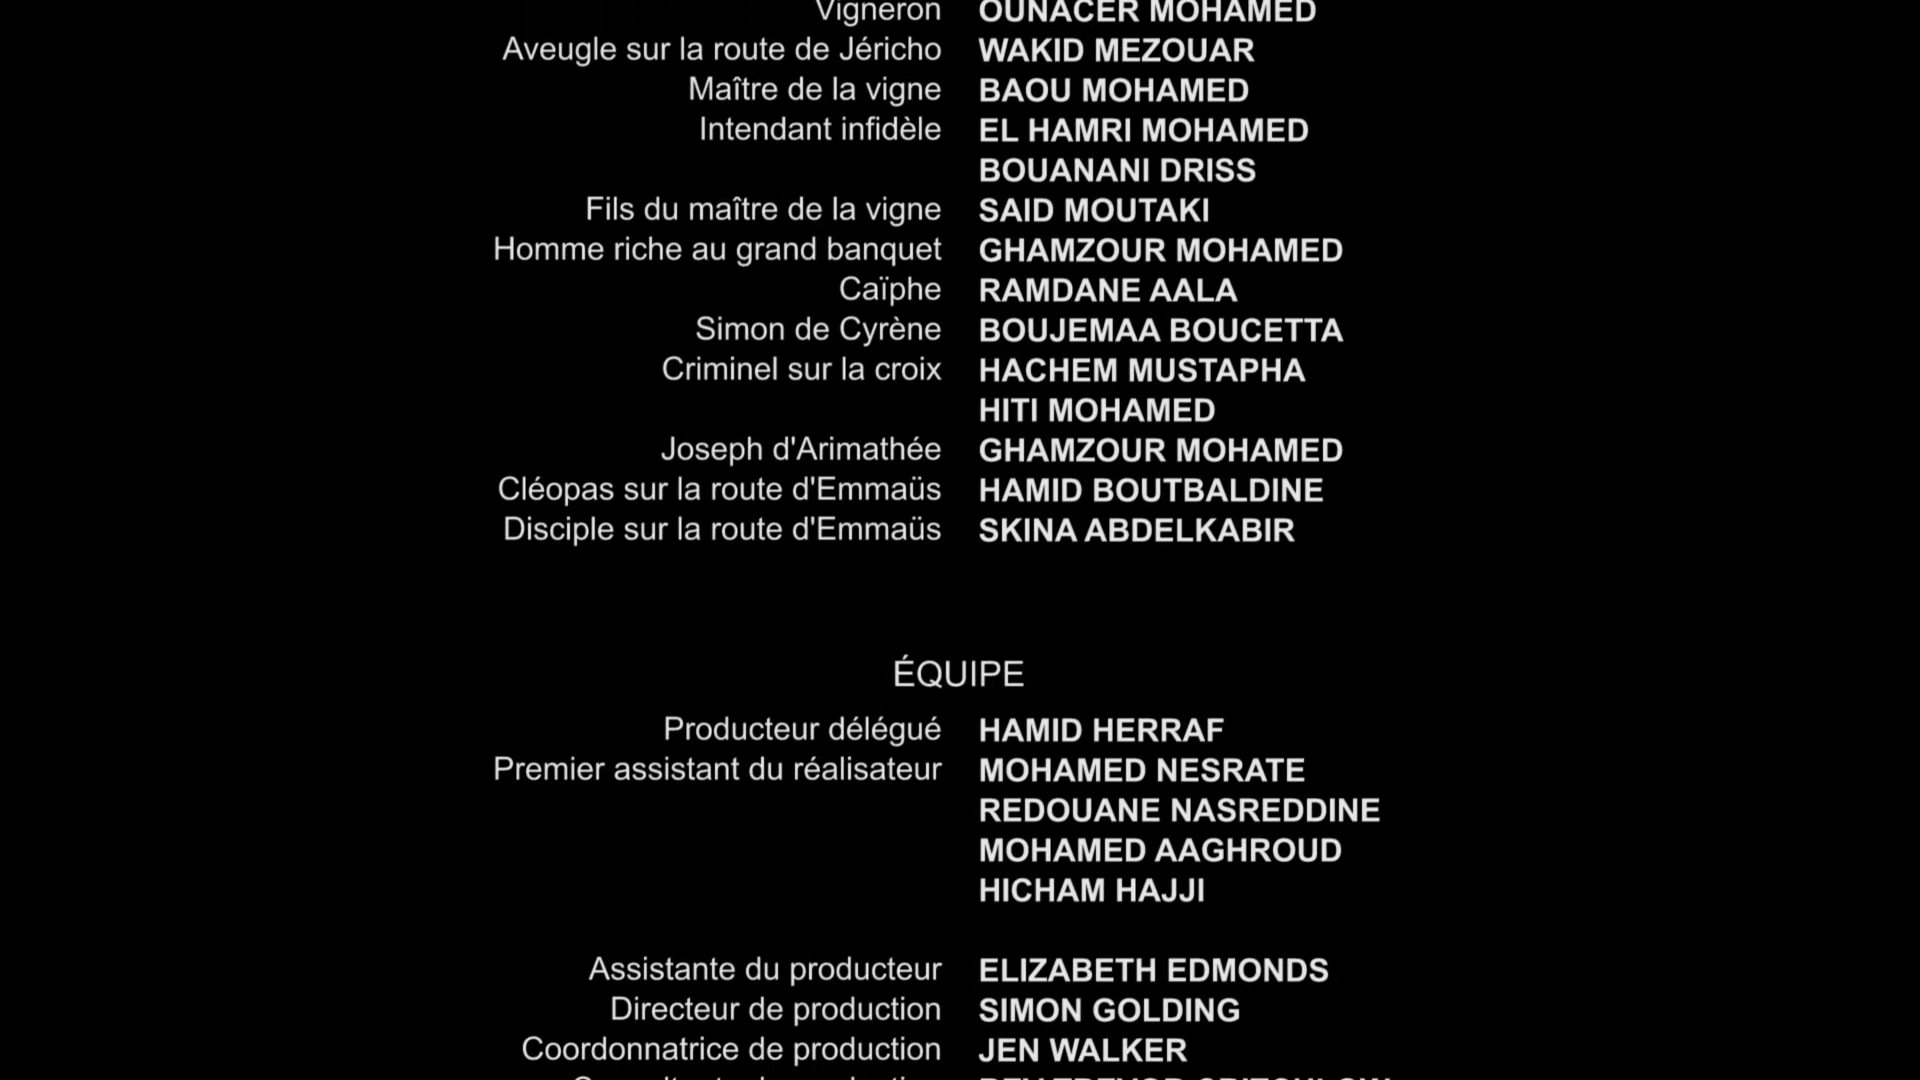 Vigneron OUNACER MOHAMED
Aveugle sur la route de Jéricho WAKID MEZOUAR
Maître de la vigne BAOU MOHAMED
Intendant infidèle EL HAMRI MOHAMED
BOUANANI DRISS
Fils du maître de la vigne SAID MOUTAKI
Homme riche au grand banquet GHAMZOUR MOHAMED
Caïphe RAMDANE AALA
Simon de Cyrène BOUJEMAA BOUCETTA
Criminel sur la croix HACHEM MUSTAPHA
HITI MOHAMED
Joseph d'Arimathée GHAMZOUR MOHAMED
Cléopas sur la route d'Emmaüs HAMID BOUTBALDINE
Disciple sur la route d'Emmaüs SKINA ABDELKABIR
ÉQUIPE
Producteur délégué HAMID HERRAF
Premier assistant du réalisateur MOHAMED NESRATE
REDOUANE NASREDDINE
MOHAMED AAGHROUD
HICHAM HAJJI
Assistante du producteur ELIZABETH EDMONDS
Directeur de production SIMON GOLDING
Coordonnatrice de production JEN WALKER